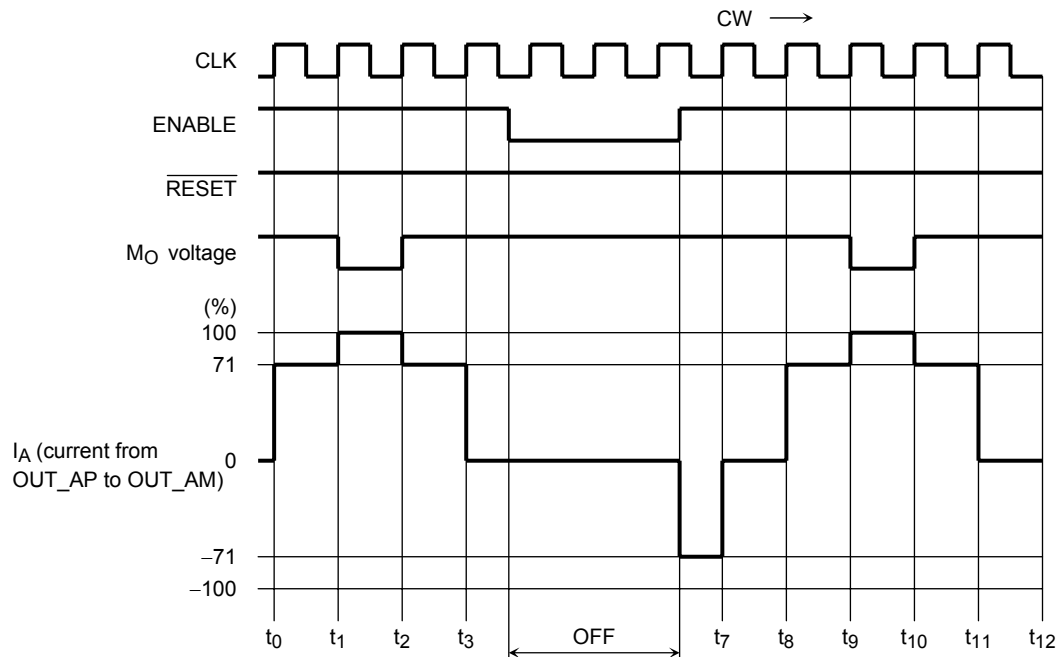 CW
CLK
ENABLE
RESET
MO voltage
(%)
100
71
IA (current from
OUT_AP to OUT_AM)
0
−71
−100
t0 t1 t2 t3 OFF t7 t8 t9 t10 t11 t12